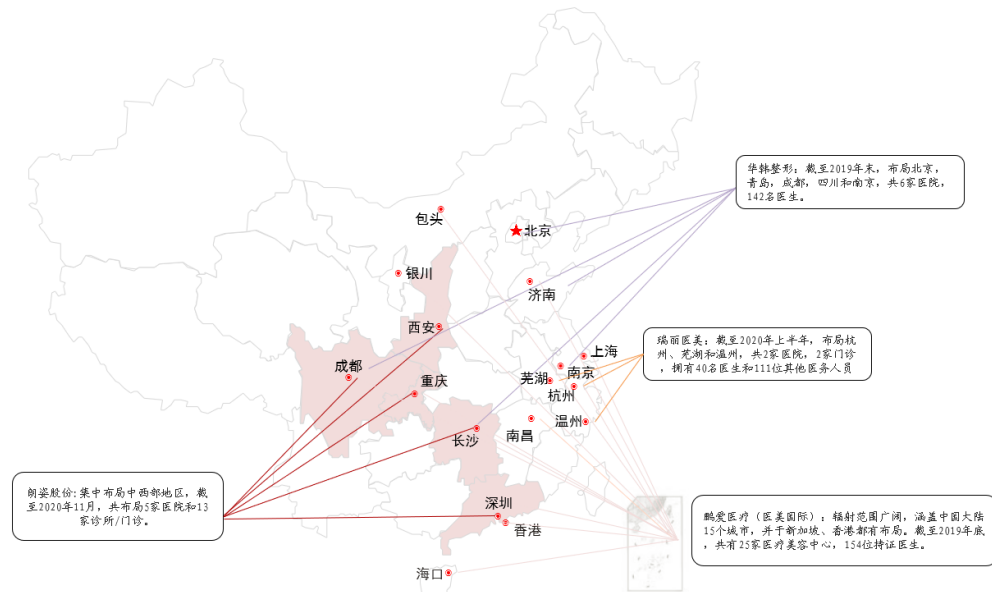 华韩整形：截至2019年末，布局北京，
青岛，成都，四川和南京，共6家医院，
142名医生。
包头
北京
银川
济南
西安
上海
瑞丽医美：截至2020年上半年，布局杭
州、芜湖和温州，共2家医院，2家门诊
，拥有40名医生和111位其他医务人员
成都
南京
芜湖
重庆
杭州
温州
长沙
南昌
朗姿股份:集中布局中西部地区，截
至2020年11月，共布局5家医院和13
家诊所/门诊。
深圳
香港
鹏爱医疗（医美国际）：辐射范围广阔，涵盖中国大陆
15个城市，并于新加坡、香港都有布局。截至2019年底
，共有25家医疗美容中心，154位持证医生。
海口